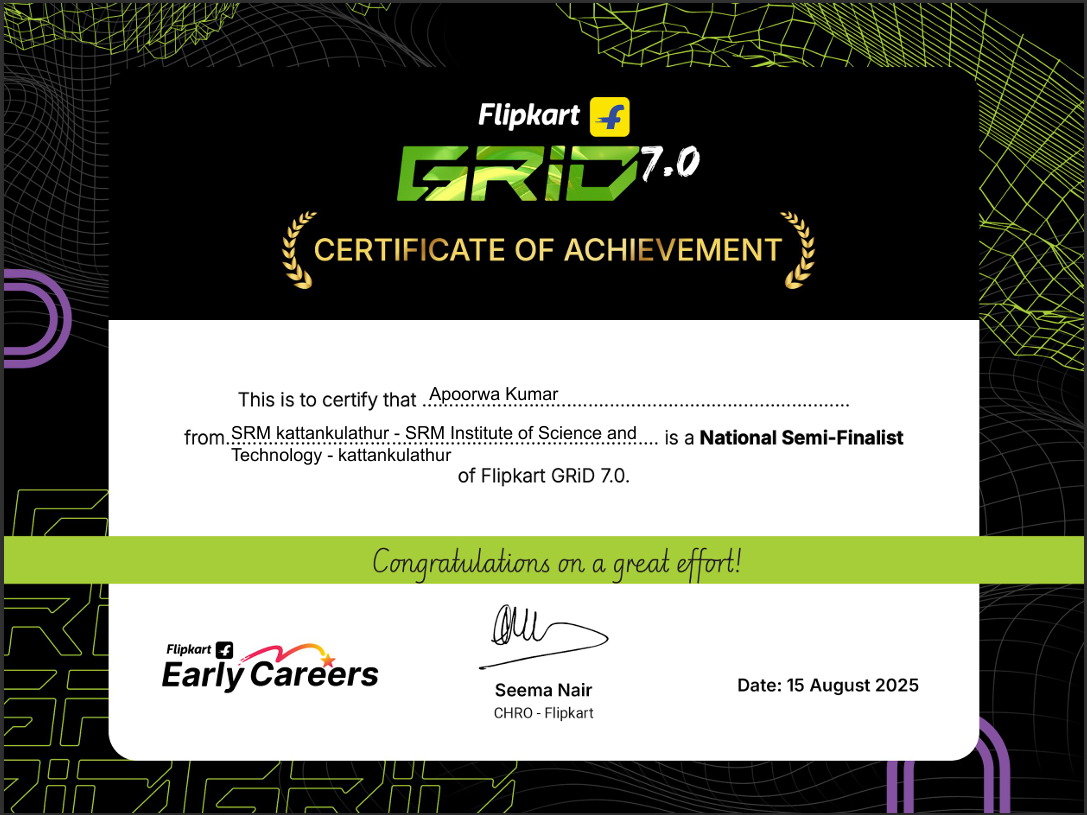 Flipkart
GRiD 7.0
CERTIFICATE OF ACHIEVEMENT
This is to certify that Apoorwa Kumar
from SRM kattankulathur - SRM Institute of Science and Technology - kattankulathur is a National Semi-Finalist
of Flipkart GRiD 7.0.
Congratulations on a great effort!
Flipkart
Early Careers
Seema Nair
CHRO - Flipkart
Date: 15 August 2025